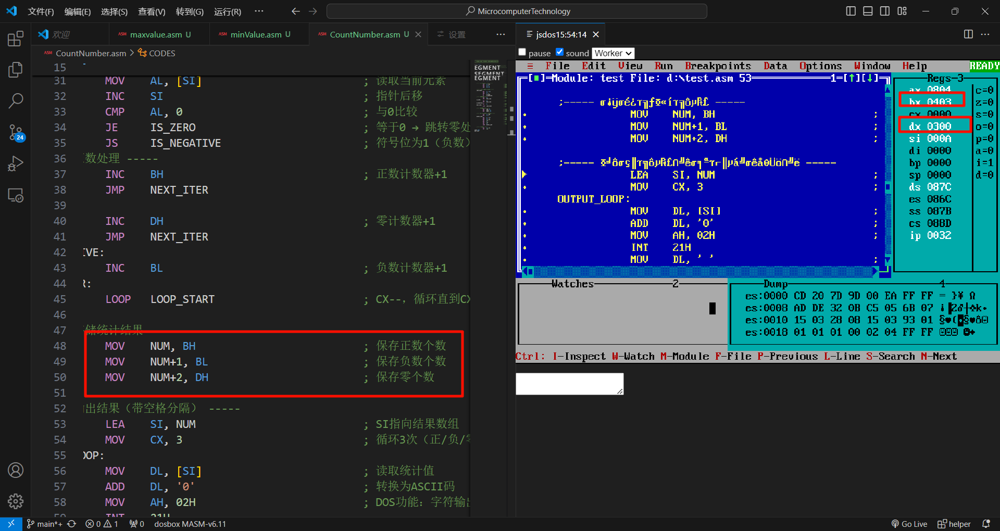 文件(F) 编辑(E) 选择(S) 查看(V) 转到(G) 运行(R) ··· MicrocomputerTechnology
欢迎 ASM maxvalue.asm U ASM minValue.asm U ASM CountNumber.asm U 设置 ···
ASM CountNumber.asm > CODES
15
31 MOV AL, [SI] ; 读取当前元素
32 INC SI ; 指针后移
33 CMP AL, 0 ; 与0比较
34 JE IS_ZERO ; 等于0 → 跳转零处
35 JS IS_NEGATIVE ; 符号位为1（负数）
36 数处理 -----
37 INC BH ; 正数计数器+1
38 JMP NEXT_ITER
39
40 INC DH ; 零计数器+1
41 JMP NEXT_ITER
42 IVE:
43 INC BL ; 负数计数器+1
44 R:
45 LOOP LOOP_START ; CX--, 循环直到CX
46
47 储统计结果
48 MOV NUM, BH ; 保存正数个数
49 MOV NUM+1, BL ; 保存负数个数
50 MOV NUM+2, DH ; 保存零个数
51
52 出结果（带空格分隔） -----
53 LEA SI, NUM ; SI指向结果数组
54 MOV CX, 3 ; 循环3次（正/负/
55 OOP:
56 MOV DL, [SI] ; 读取统计值
57 ADD DL, '0' ; 转换为ASCII码
58 MOV AH, 02H ; DOS功能: 字符输出
EGMENT
SEGMENT
EGMENT
24
jsdos15:54:14
pause sound Worker
≡ File Edit View Run Breakpoints Data Options Window Help READY
[■]=Module: test File: d:\test.asm 53 1=[↑][↓]
MOV NUM, BH ;
MOV NUM+1, BL ;
MOV NUM+2, DH ;
LEA SI, NUM ;
MOV CX, 3 ;
OUTPUT_LOOP:
MOV DL, [SI] ;
ADD DL, '0' ;
MOV AH, 02H ;
INT 21H
MOV DL, ' ' ;
Regs 3
ax 0804 c=0
bx 0403 z=0
cx 0000 s=0
dx 0300 o=0
si 000A p=0
di 0000 a=0
bp 0000 i=1
sp 0000 d=0
ds 087C
es 086C
ss 087B
cs 088D
ip 0032
Watches 2
Dump 4
es:0000 CD 20 7D 9D 00 EA FF FF = }¥ Ω
es:0008 AD DE 32 0B C5 05 6B 07
es:0010 15 03 28 08 15 03 93 01
es:0018 01 01 01 00 02 04 FF FF
Ctrl: I-Inspect W-Watch M-Module F-File P-Previous L-Line S-Search N-Next
main*+ 0 1 0 dosbox MASM-v6.11 Go Live helper